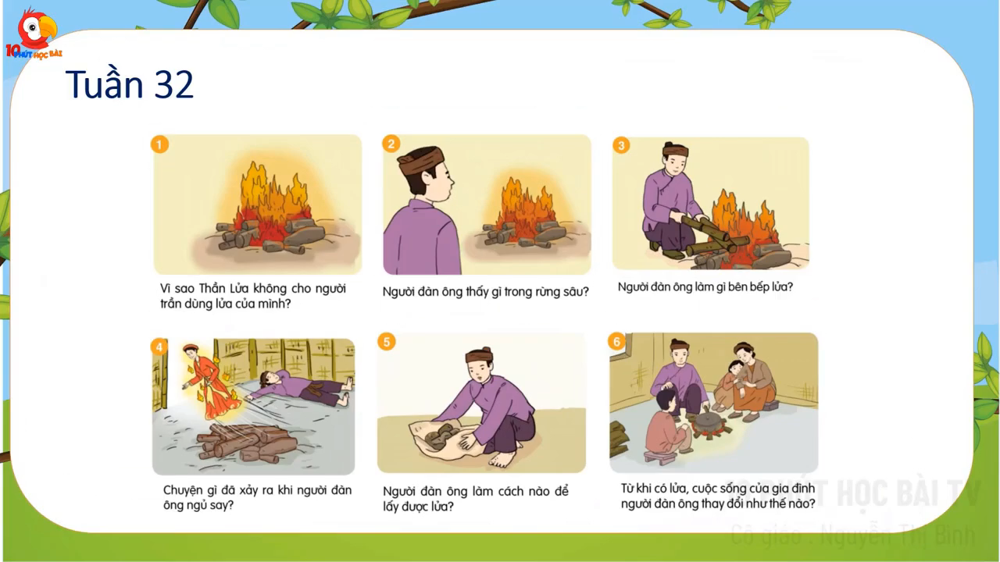 10
PHÚT HỌC BÀI
Tuần 32
1
Vì sao Thần Lửa không cho người
trần dùng lửa của mình?
2
Người đàn ông thấy gì trong rừng sâu?
3
Người đàn ông làm gì bên bếp lửa?
4
Chuyện gì đã xảy ra khi người đàn
ông ngủ say?
5
Người đàn ông làm cách nào để
lấy được lửa?
6
Từ khi có lửa, cuộc sống của gia đình
người đàn ông thay đổi như thế nào?
10 PHÚT HỌC BÀI TV
Cô giáo : Nguyễn Thị Bình